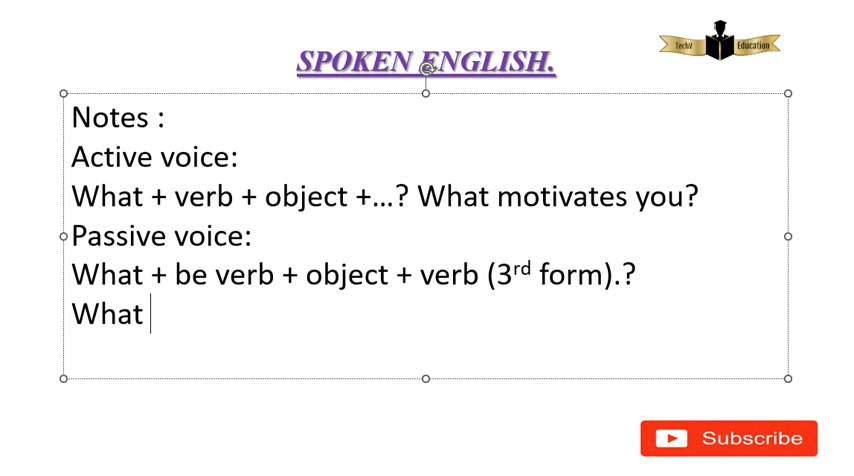 SPOKEN ENGLISH.
TechV Education
Notes :
Active voice:
What + verb + object +...? What motivates you?
Passive voice:
What + be verb + object + verb (3rd form).?
What
Subscribe